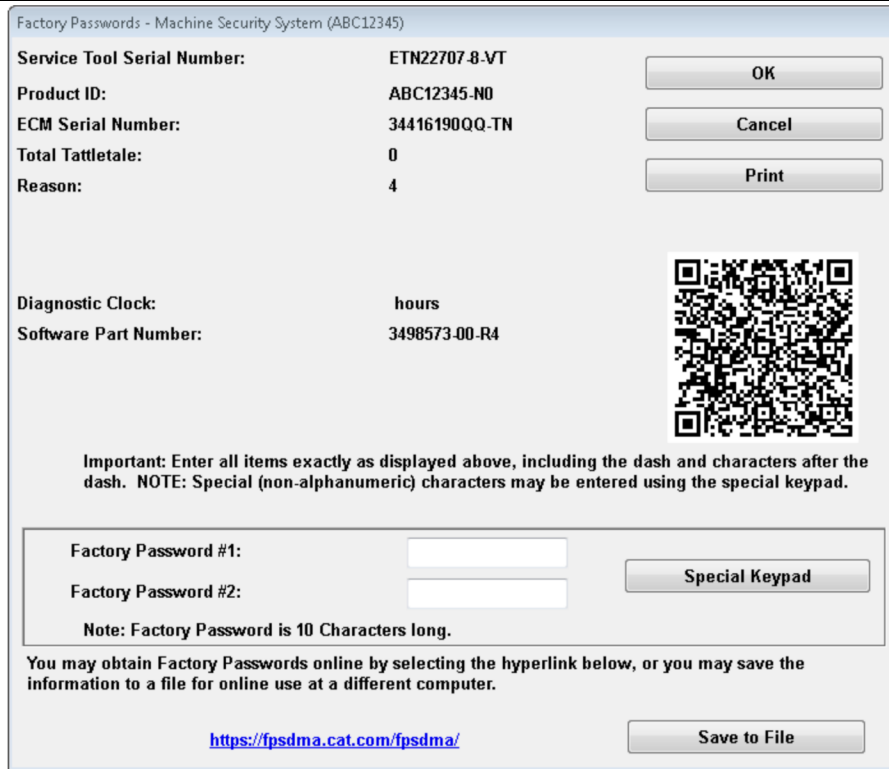 Factory Passwords - Machine Security System (ABC12345)
Service Tool Serial Number: ETN22707-8-VT
OK
Product ID: ABC12345-N0
ECM Serial Number: 34416190QQ-TN
Cancel
Total Tattletale: 0
Reason: 4
Print
Diagnostic Clock: hours
Software Part Number: 3498573-00-R4
Important: Enter all items exactly as displayed above, including the dash and characters after the
dash. NOTE: Special (non-alphanumeric) characters may be entered using the special keypad.
Factory Password #1:
Special Keypad
Factory Password #2:
Note: Factory Password is 10 Characters long.
You may obtain Factory Passwords online by selecting the hyperlink below, or you may save the
information to a file for online use at a different computer.
https://fpsdma.cat.com/fpsdma/
Save to File